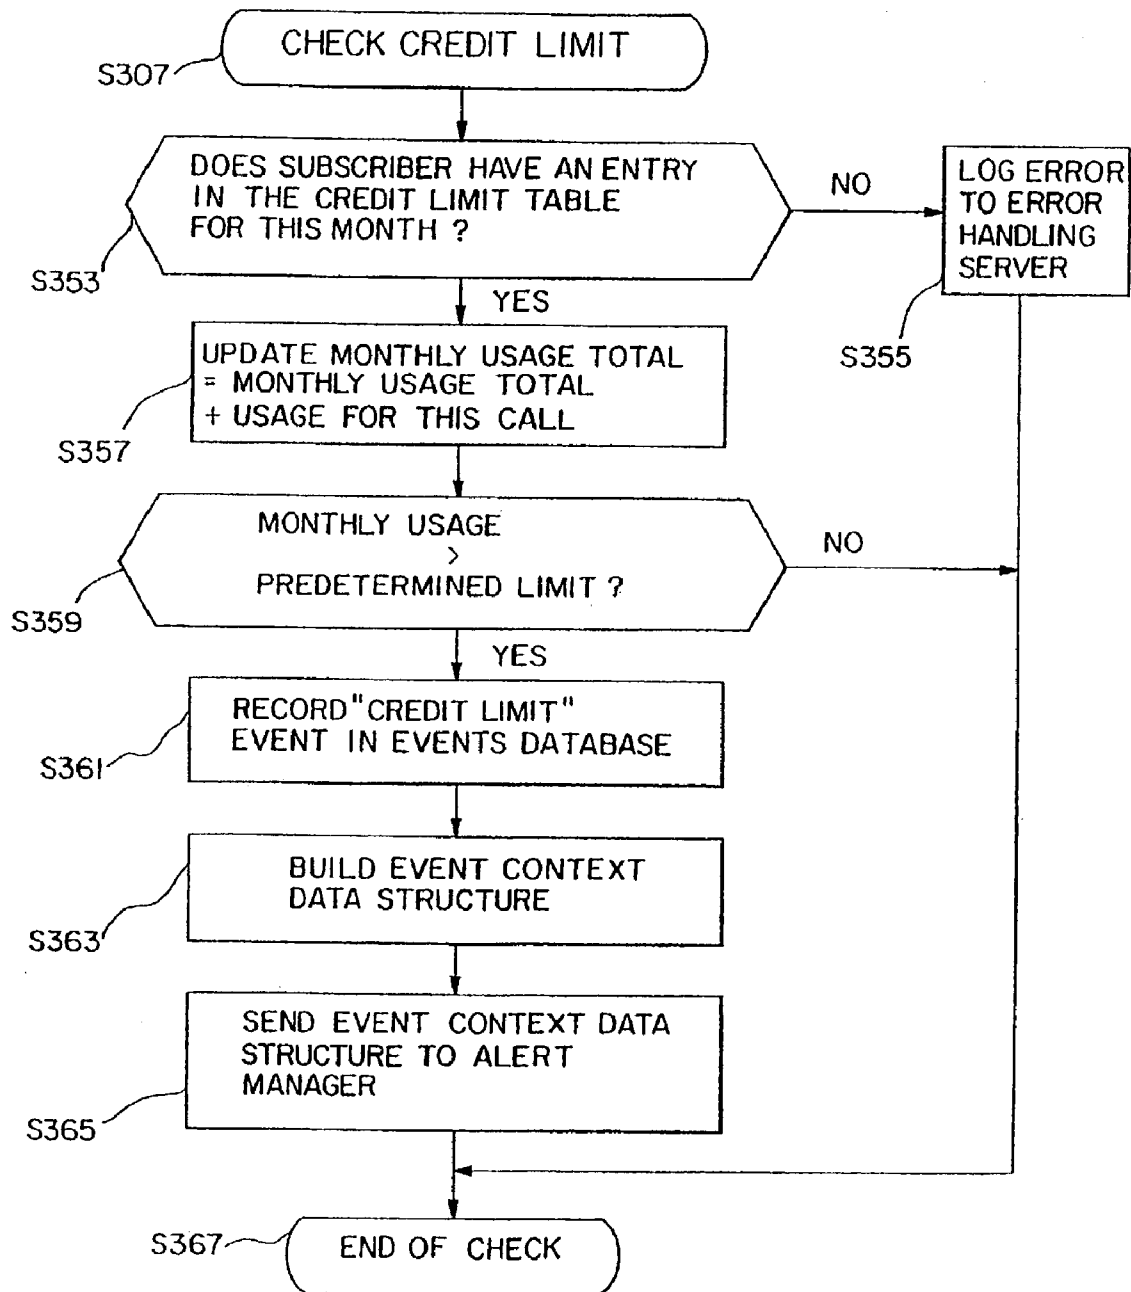 CHECK CREDIT LIMIT
S307
DOES SUBSCRIBER HAVE AN ENTRY
IN THE CREDIT LIMIT TABLE
FOR THIS MONTH ?
S353
NO
LOG ERROR
TO ERROR
HANDLING
SERVER
S355
YES
UPDATE MONTHLY USAGE TOTAL
= MONTHLY USAGE TOTAL
+ USAGE FOR THIS CALL
S357
MONTHLY USAGE
>
PREDETERMINED LIMIT ?
S359
NO
YES
RECORD "CREDIT LIMIT"
EVENT IN EVENTS DATABASE
S361
BUILD EVENT CONTEXT
DATA STRUCTURE
S363
SEND EVENT CONTEXT DATA
STRUCTURE TO ALERT
MANAGER
S365
END OF CHECK
S367